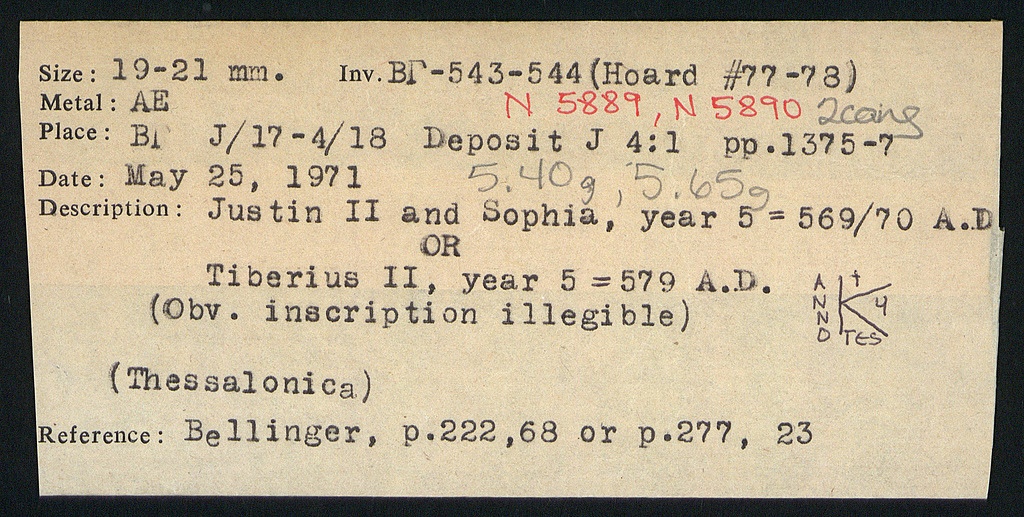 Size: 19-21 mm. Inv. BΓ-543-544(Hoard #77-78)
Metal: AE N 5889, N 5890 2coins
Place: BΓ J/17-4/18 Deposit J 4:1 pp.1375-7
Date: May 25, 1971 5.40g, 5.65g
Description: Justin II and Sophia, year 5 = 569/70 A.D
OR
Tiberius II, year 5 = 579 A.D.
(Obv. inscription illegible)
ANNO K + 4
TES
(Thessalonica)
Reference: Bellinger, p.222,68 or p.277, 23